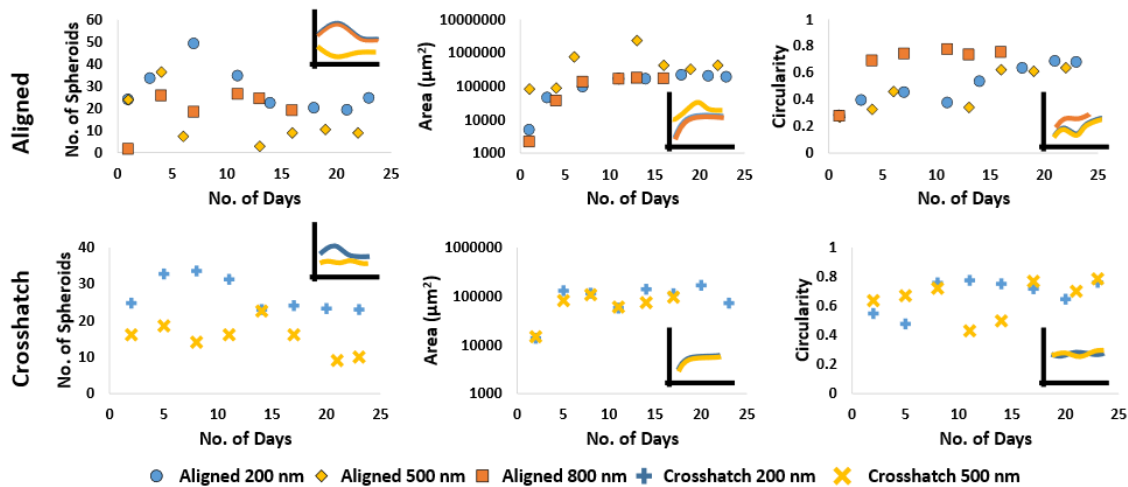 Aligned
No. of Spheroids
60
50
40
30
20
10
0
0 5 10 15 20 25
No. of Days
Area (µm²)
10000000
1000000
100000
10000
1000
0 5 10 15 20 25
No. of Days
Circularity
1
0.8
0.6
0.4
0.2
0
0 5 10 15 20 25
No. of Days
Crosshatch
No. of Spheroids
40
30
20
10
0
0 5 10 15 20 25
No. of Days
Area (µm²)
1000000
100000
10000
1000
0 5 10 15 20 25
No. of Days
Circularity
1
0.8
0.6
0.4
0.2
0
0 5 10 15 20 25
No. of Days
Aligned 200 nm Aligned 500 nm Aligned 800 nm Crosshatch 200 nm Crosshatch 500 nm